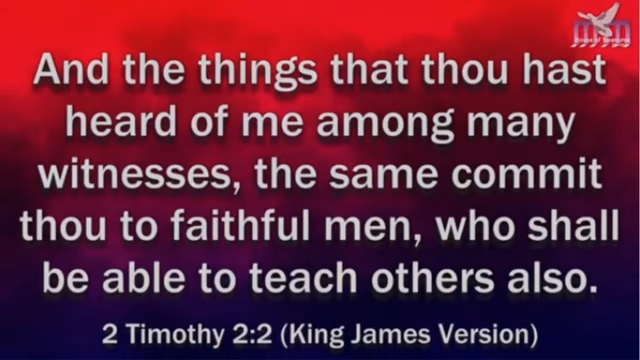 And the things that thou hast
heard of me among many
witnesses, the same commit
thou to faithful men, who shall
be able to teach others also.
2 Timothy 2:2 (King James Version)